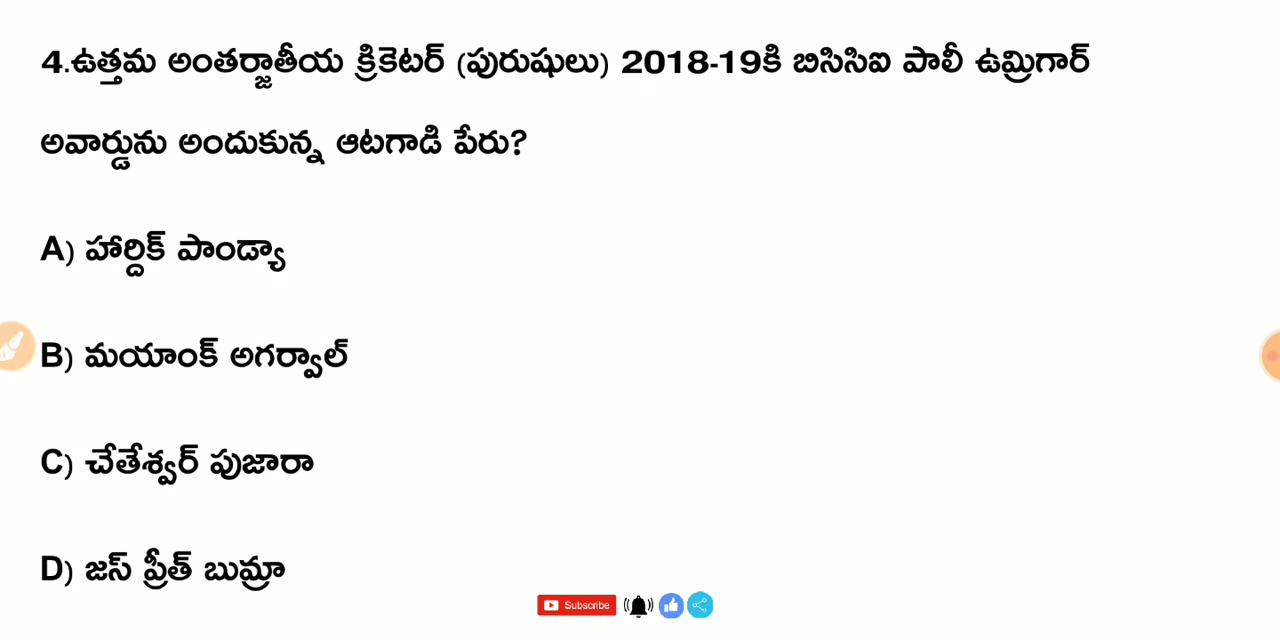 4.ఉత్తమ అంతర్జాతీయ క్రికెటర్ (పురుషులు) 2018-19కి బిసిసిఐ పాలీ ఉమ్రిగార్
అవార్డును అందుకున్న ఆటగాడి పేరు?
A) హార్దిక్ పాండ్యా
B) మయాంక్ అగర్వాల్
C) చేతేశ్వర్ పుజారా
D) జస్ ప్రీత్ బుమ్రా
Subscribe